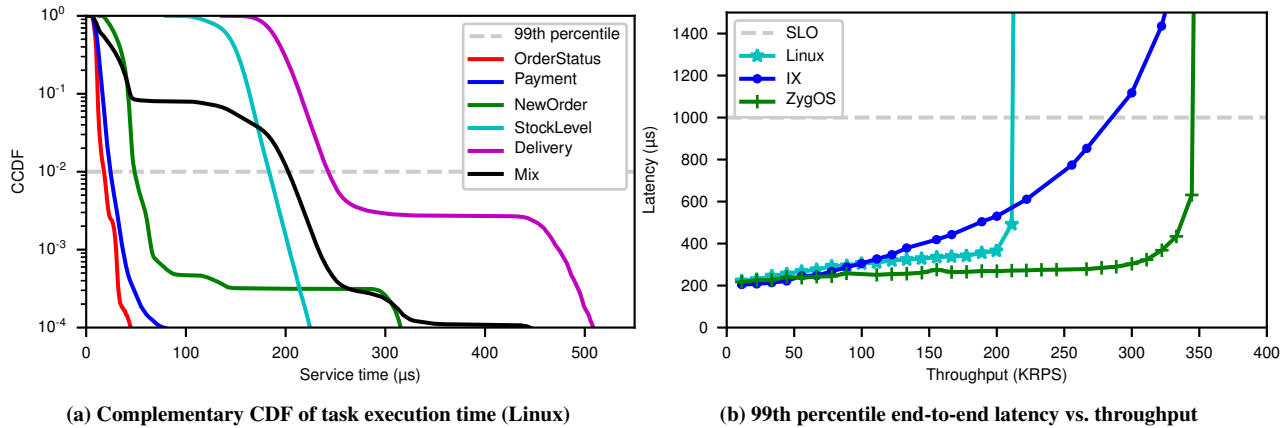 10^0
10^-1
10^-2
10^-3
10^-4
CCDF
0
100
200
300
400
500
Service time (µs)
99th percentile
OrderStatus
Payment
NewOrder
StockLevel
Delivery
Mix
(a) Complementary CDF of task execution time (Linux)
1400
1200
1000
800
600
400
200
0
Latency (µs)
0
50
100
150
200
250
300
350
400
Throughput (KRPS)
SLO
Linux
IX
ZygOS
(b) 99th percentile end-to-end latency vs. throughput